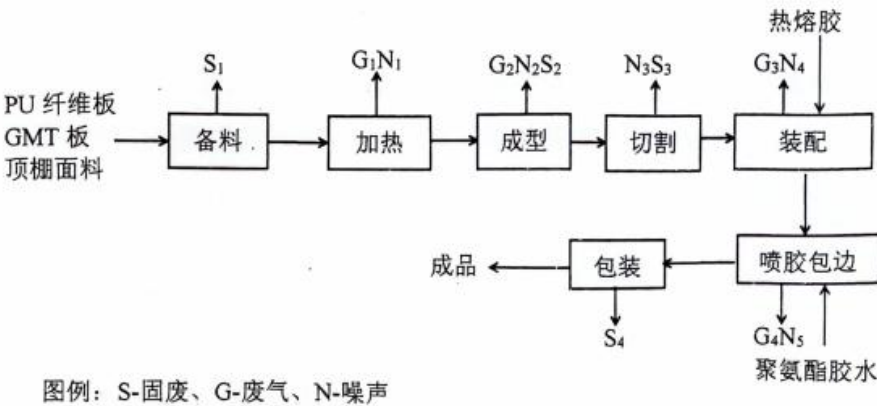 热熔胶
S₁
G₁N₁
G₂N₂S₂
N₃S₃
G₃N₄
PU 纤维板
GMT 板
顶棚面料
备料
加热
成型
切割
装配
成品
包装
喷胶包边
S₄
G₄N₅
聚氨酯胶水
图例：S-固废、G-废气、N-噪声